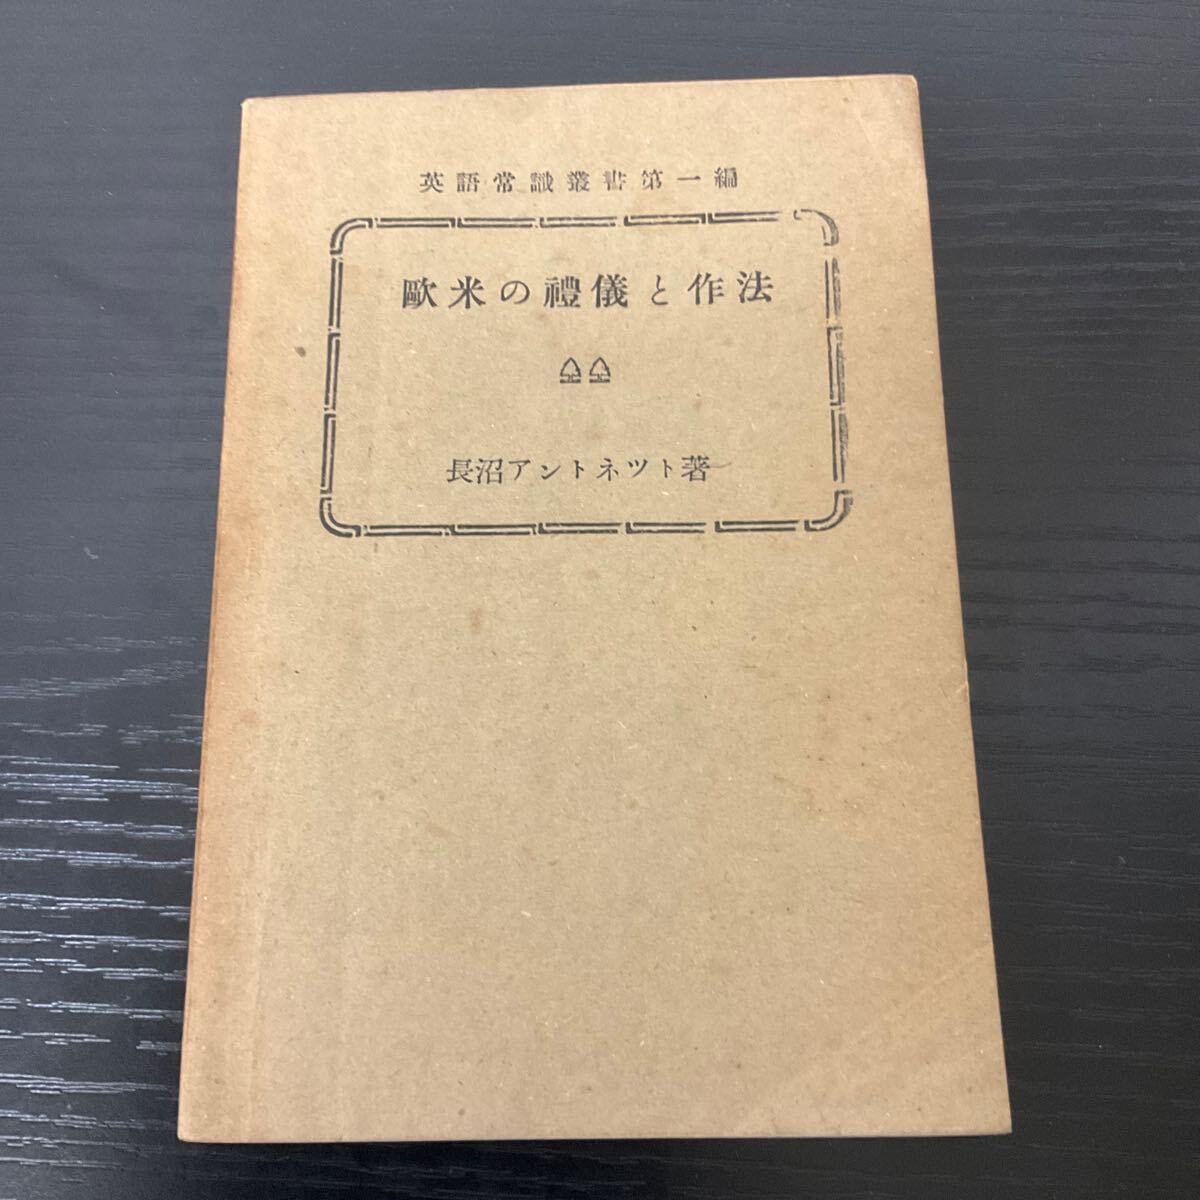 英語常識叢書第一編
歐米の禮儀と作法
長沼アントネツト著